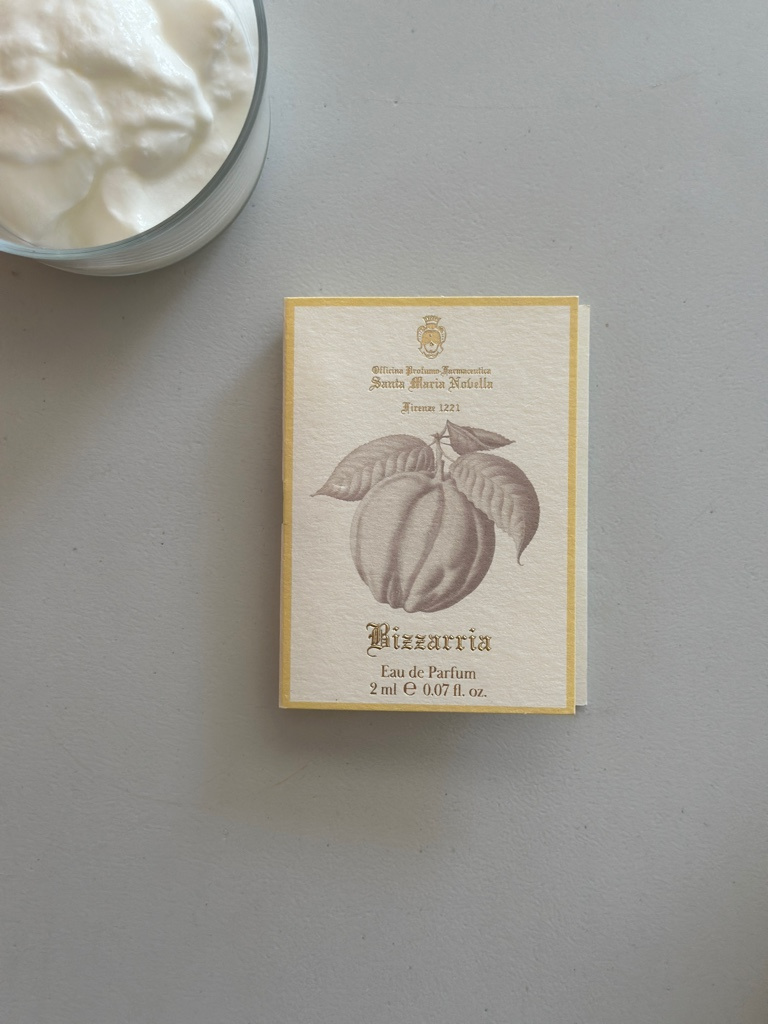 Officina Profumo-Farmaceutica
Santa Maria Novella
Firenze 1221
Bizzarria
Eau de Parfum
2 ml ℮ 0.07 fl. oz.